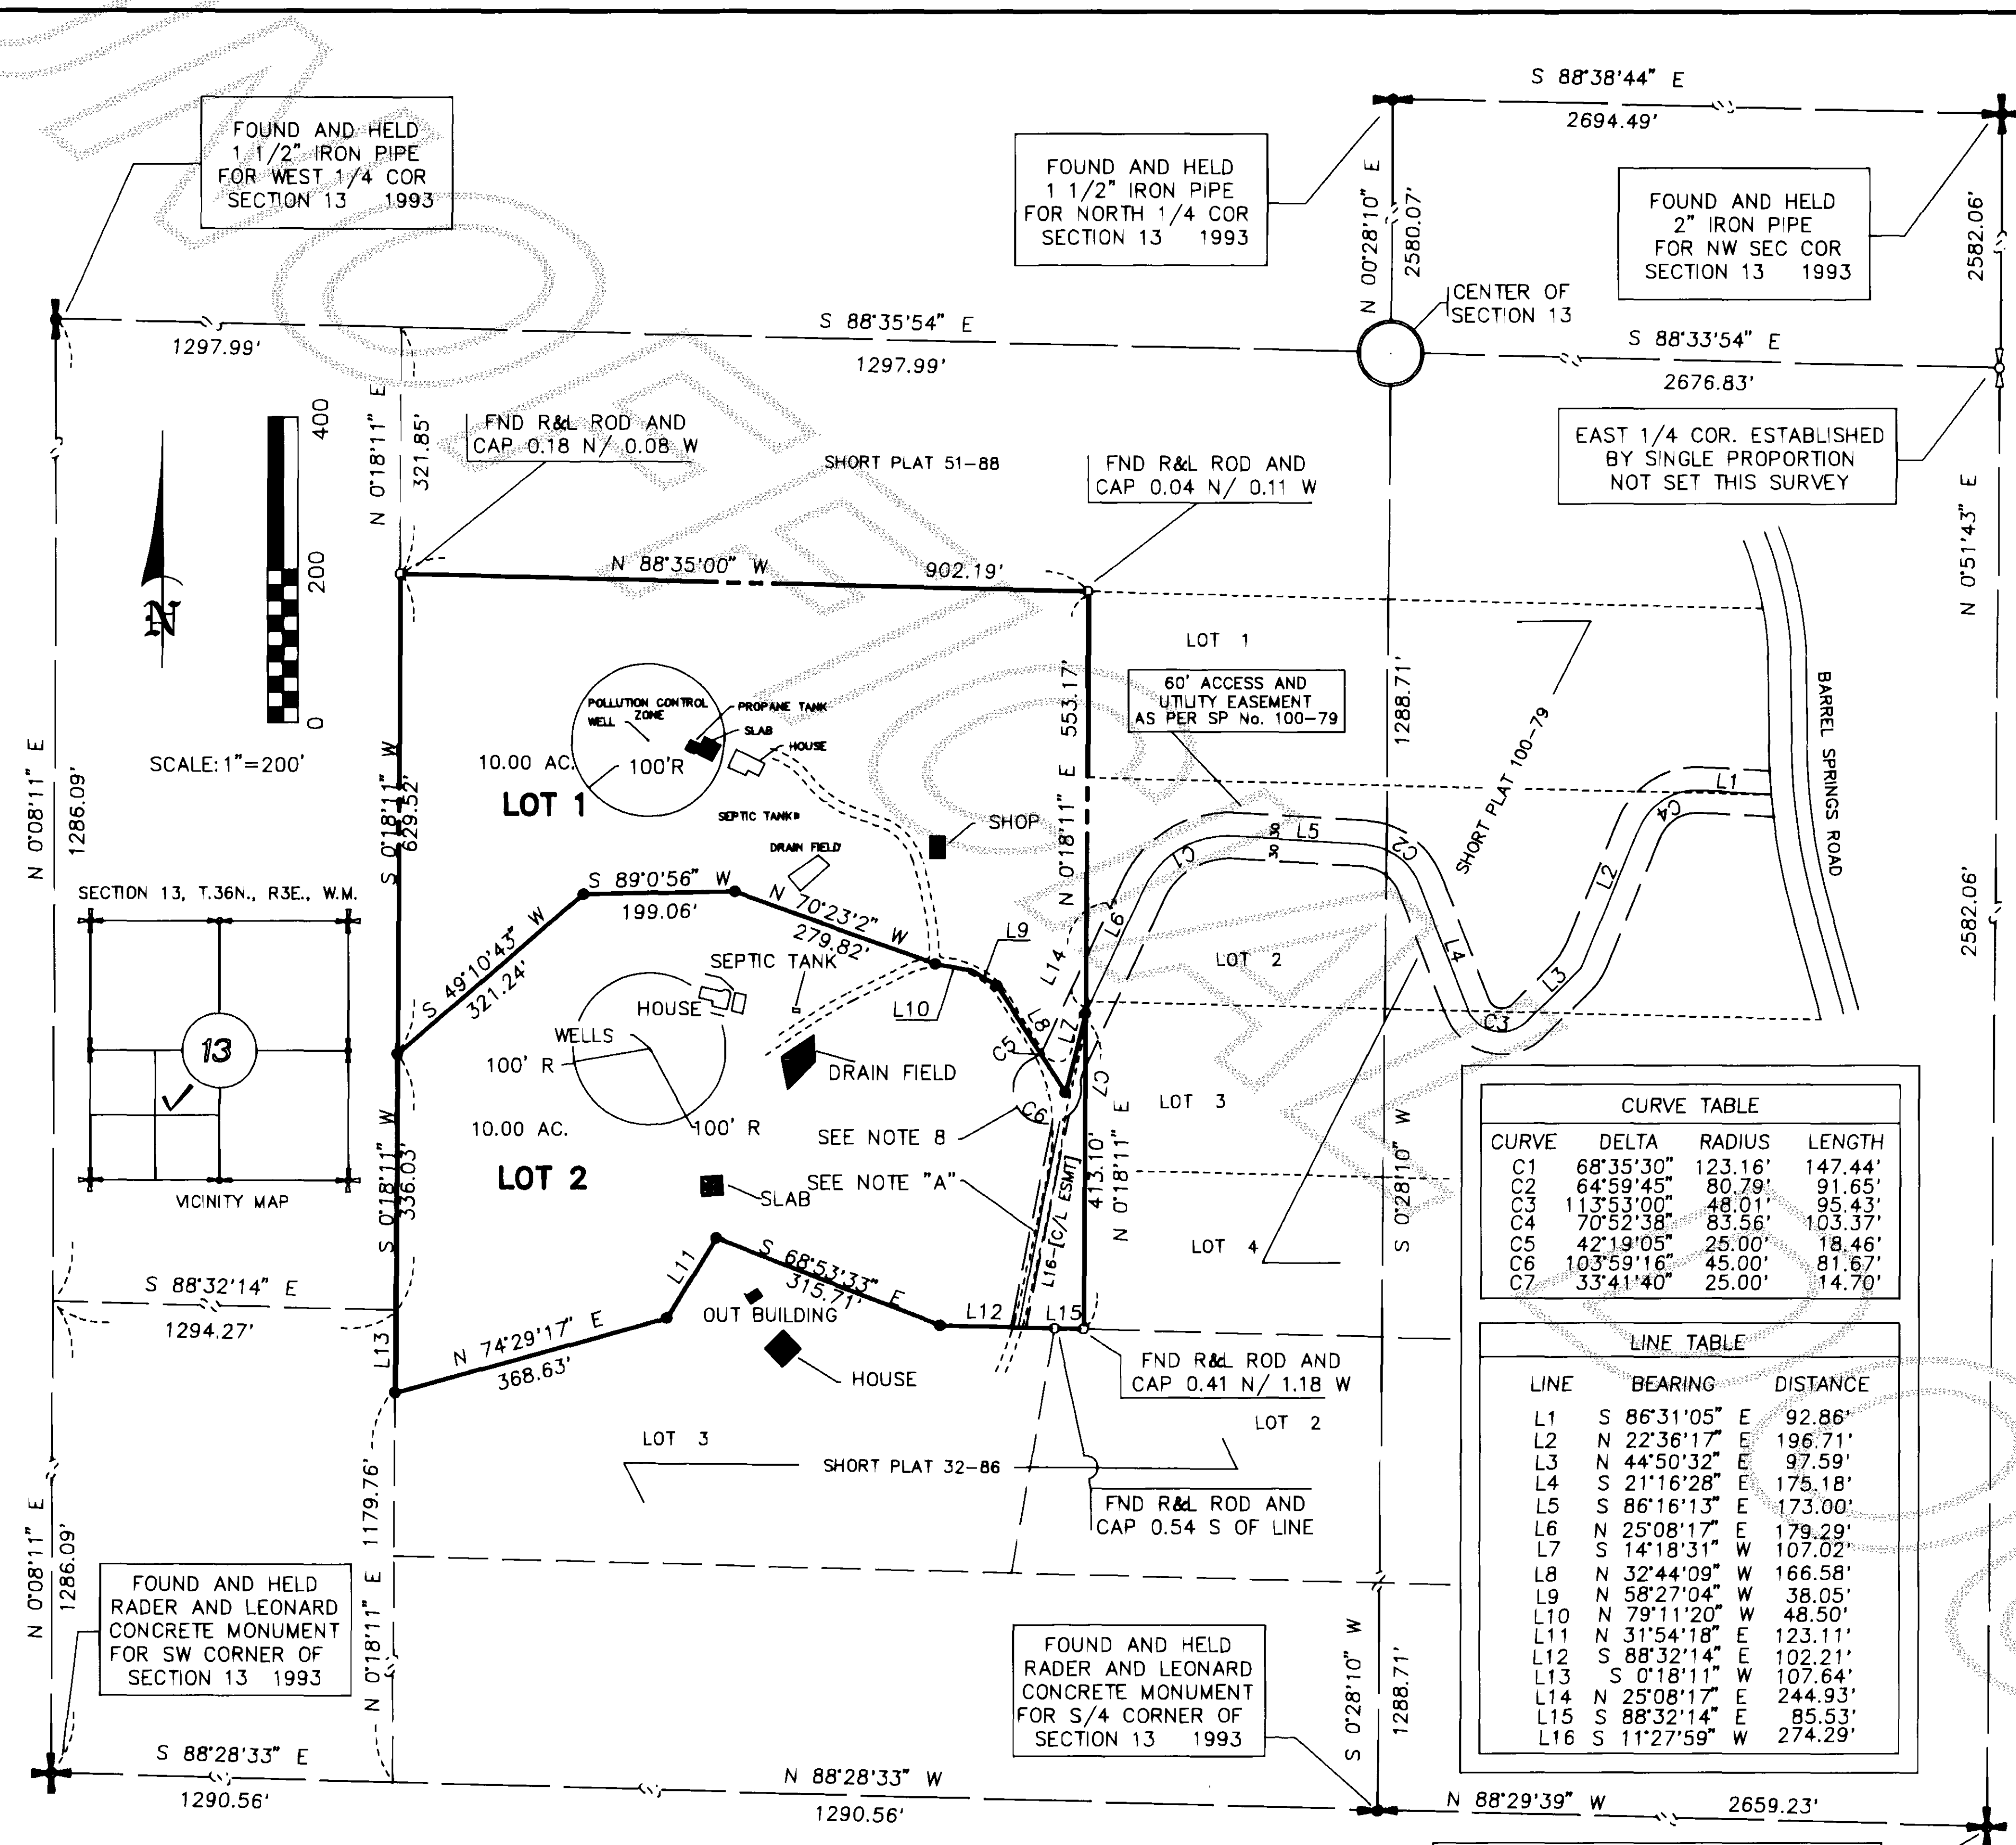 S 88°38'44" E
2694.49'
FOUND AND HELD
1 1/2" IRON PIPE
FOR WEST 1/4 COR
SECTION 13 1993
FOUND AND HELD
1 1/2" IRON PIPE
FOR NORTH 1/4 COR
SECTION 13 1993
N 00°28'10" E
2580.07'
FOUND AND HELD
2" IRON PIPE
FOR NW SEC COR
SECTION 13 1993
2582.06'
CENTER OF
SECTION 13
S 88°35'54" E
1297.99'
1297.99'
S 88°33'54" E
2676.83'
EAST 1/4 COR. ESTABLISHED
BY SINGLE PROPORTION
NOT SET THIS SURVEY
N 0°51'43" E
2582.06'
N 0°18'11" E
321.85'
FND R&L ROD AND
CAP 0.18 N/ 0.08 W
SHORT PLAT 51-88
FND R&L ROD AND
CAP 0.04 N/ 0.11 W
400
200
0
N
SCALE: 1"=200'
N 88°35'00" W
902.19'
N 0°08'11" E
1286.09'
S 0°18'11" W
629.52'
POLLUTION CONTROL
ZONE
WELL
PROPANE TANK
SLAB
HOUSE
10.00 AC.
100'R
LOT 1
SEPTIC TANK
DRAIN FIELD
SHOP
N 0°18'11" E 553.17'
LOT 1
60' ACCESS AND
UTILITY EASEMENT
AS PER SP No. 100-79
1288.71'
SHORT PLAT 100-79
BARREL SPRINGS ROAD
L1
C4
L2
L3
C3
L4
C2
30
L5
30
C1
L6
L14
LOT 2
SECTION 13, T.36N., R3E., W.M.
13
VICINITY MAP
S 89°0'56" W
199.06'
N 70°23'2" W
279.82'
S 49°10'43" W
321.24'
L9
L10
L8
L7
C5
C6
C7
SEPTIC TANK
HOUSE
WELLS
100' R
100' R
DRAIN FIELD
10.00 AC.
LOT 2
SEE NOTE 8
SEE NOTE "A"
SLAB
L16-[C/L ESMT]
413.10'
N 0°18'11" E
LOT 3
LOT 4
S 0°28'10" W
S 0°18'11" W
336.03'
S 88°32'14" E
1294.27'
L13
N 74°29'17" E
368.63'
L11
S 68°53'33" E
315.71'
OUT BUILDING
HOUSE
L12
L15
FND R&L ROD AND
CAP 0.41 N/ 1.18 W
LOT 2
LOT 3
SHORT PLAT 32-86
FND R&L ROD AND
CAP 0.54 S OF LINE
CURVE TABLE
CURVE DELTA RADIUS LENGTH
C1 68°35'30" 123.16' 147.44'
C2 64°59'45" 80.79' 91.65'
C3 113°53'00" 48.01' 95.43'
C4 70°52'38" 83.56' 103.37'
C5 42°19'05" 25.00' 18.46'
C6 103°59'16" 45.00' 81.67'
C7 33°41'40" 25.00' 14.70'
LINE TABLE
LINE BEARING DISTANCE
L1 S 86°31'05" E 92.86'
L2 N 22°36'17" E 196.71'
L3 N 44°50'32" E 97.59'
L4 S 21°16'28" E 175.18'
L5 S 86°16'13" E 173.00'
L6 N 25°08'17" E 179.29'
L7 S 14°18'31" W 107.02'
L8 N 32°44'09" W 166.58'
L9 N 58°27'04" W 38.05'
L10 N 79°11'20" W 48.50'
L11 N 31°54'18" E 123.11'
L12 S 88°32'14" E 102.21'
L13 S 0°18'11" W 107.64'
L14 N 25°08'17" E 244.93'
L15 S 88°32'14" E 85.53'
L16 S 11°27'59" W 274.29'
N 0°08'11" E
1286.09'
N 0°18'11" E 1179.76'
FOUND AND HELD
RADER AND LEONARD
CONCRETE MONUMENT
FOR SW CORNER OF
SECTION 13 1993
FOUND AND HELD
RADER AND LEONARD
CONCRETE MONUMENT
FOR S/4 CORNER OF
SECTION 13 1993
S 0°28'10" W
1288.71'
S 88°28'33" E
1290.56'
N 88°28'33" W
1290.56'
N 88°29'39" W
2659.23'